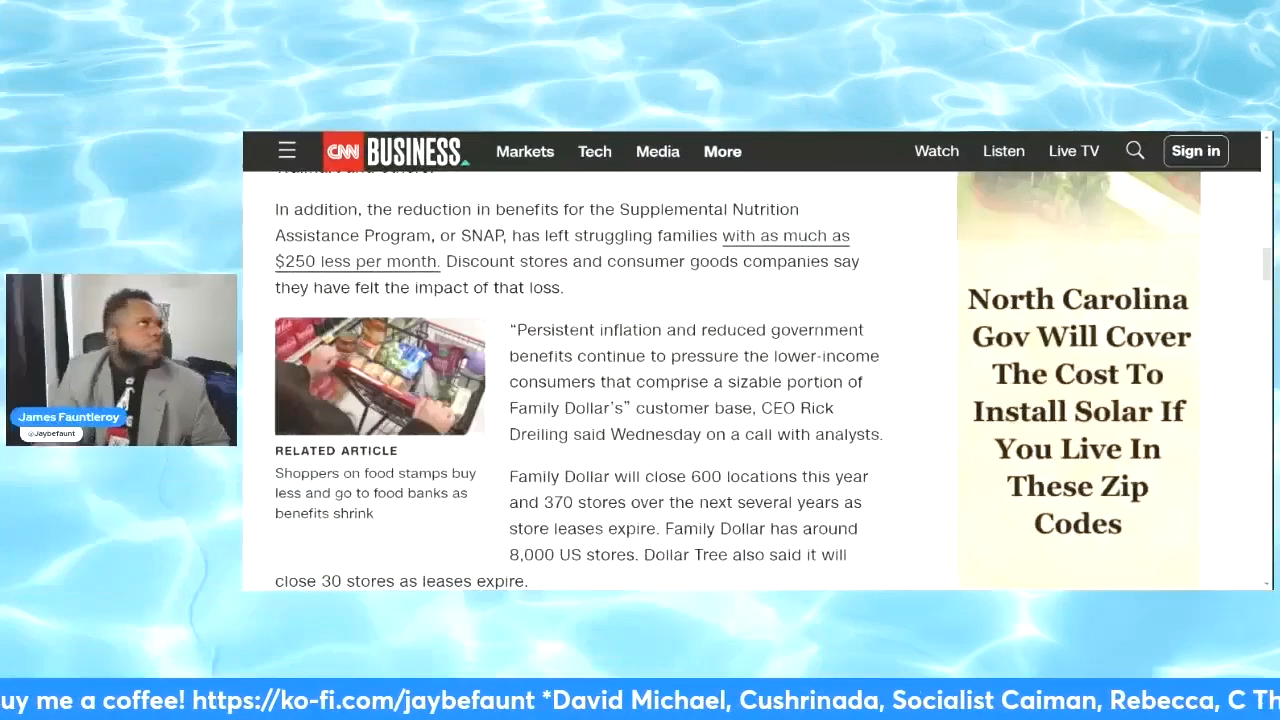 CNN BUSINESS Markets Tech Media More Watch Listen Live TV Sign in
In addition, the reduction in benefits for the Supplemental Nutrition
Assistance Program, or SNAP, has left struggling families with as much as
$250 less per month. Discount stores and consumer goods companies say
they have felt the impact of that loss.
“Persistent inflation and reduced government
benefits continue to pressure the lower-income
consumers that comprise a sizable portion of
Family Dollar’s” customer base, CEO Rick
Dreiling said Wednesday on a call with analysts.
RELATED ARTICLE
Shoppers on food stamps buy
less and go to food banks as
benefits shrink
Family Dollar will close 600 locations this year
and 370 stores over the next several years as
store leases expire. Family Dollar has around
8,000 US stores. Dollar Tree also said it will
close 30 stores as leases expire.
North Carolina
Gov Will Cover
The Cost To
Install Solar If
You Live In
These Zip
Codes
James Fauntleroy
@Jaybefaunt
uy me a coffee! https://ko-fi.com/jaybefaunt *David Michael, Cushrinada, Socialist Caiman, Rebecca, C Th